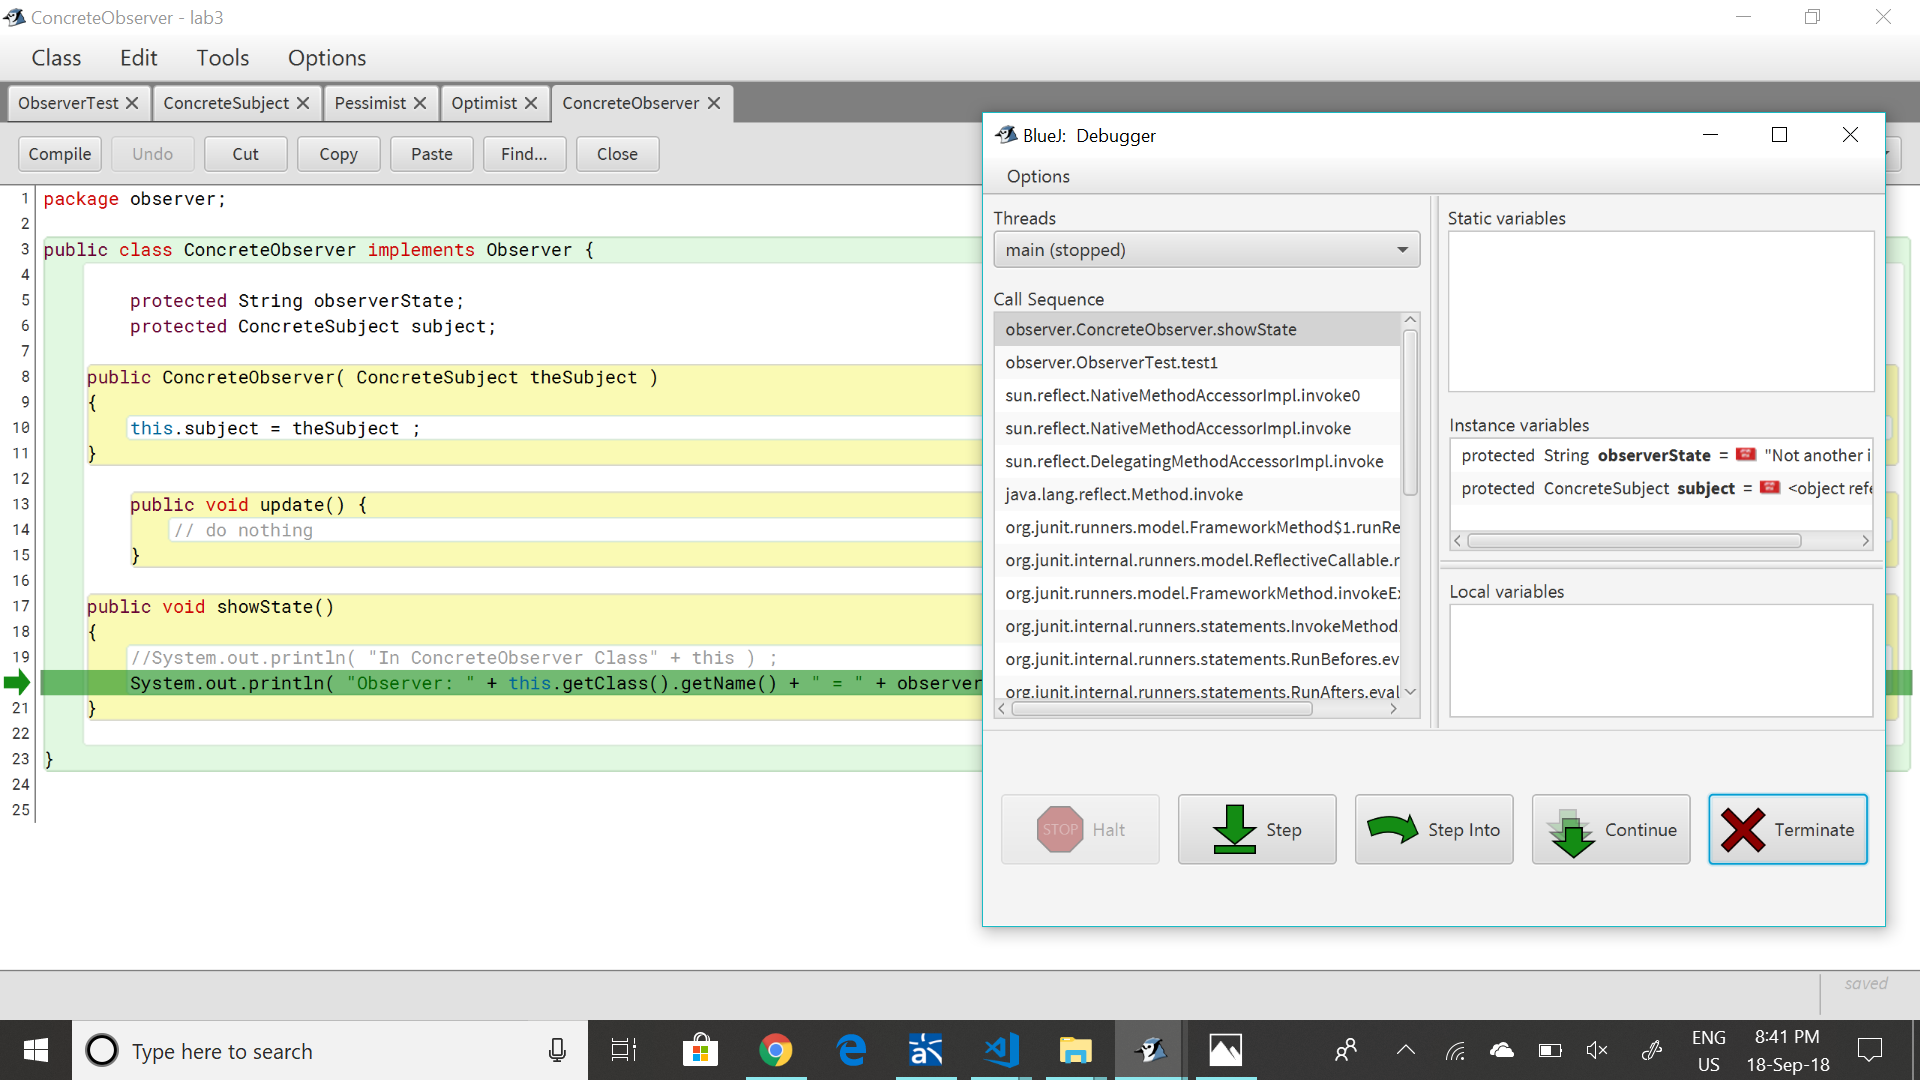 ConcreteObserver - lab3
Class Edit Tools Options
ObserverTest ConcreteSubject Pessimist Optimist ConcreteObserver
Compile Undo Cut Copy Paste Find... Close
1 package observer;
2
3 public class ConcreteObserver implements Observer {
4
5 protected String observerState;
6 protected ConcreteSubject subject;
7
8 public ConcreteObserver( ConcreteSubject theSubject )
9 {
10 this.subject = theSubject ;
11 }
12
13 public void update() {
14 // do nothing
15 }
16
17 public void showState()
18 {
19 //System.out.println( "In ConcreteObserver Class" + this ) ;
System.out.println( "Observer: " + this.getClass().getName() + " = " + observer
21 }
22
23 }
24
25
BlueJ: Debugger
Options
Threads
main (stopped)
Call Sequence
observer.ConcreteObserver.showState
observer.ObserverTest.test1
sun.reflect.NativeMethodAccessorImpl.invoke0
sun.reflect.NativeMethodAccessorImpl.invoke
sun.reflect.DelegatingMethodAccessorImpl.invoke
java.lang.reflect.Method.invoke
org.junit.runners.model.FrameworkMethod$1.runRe
org.junit.internal.runners.model.ReflectiveCallable.r
org.junit.runners.model.FrameworkMethod.invokeEx
org.junit.internal.runners.statements.InvokeMethod.
org.junit.internal.runners.statements.RunBefores.ev
org.junit.internal.runners.statements.RunAfters.eval
Static variables
Instance variables
protected String observerState = "Not another i
protected ConcreteSubject subject = <object refe
Local variables
STOP Halt
Step
Step Into
Continue
Terminate
saved
Type here to search
ENG
US
8:41 PM
18-Sep-18